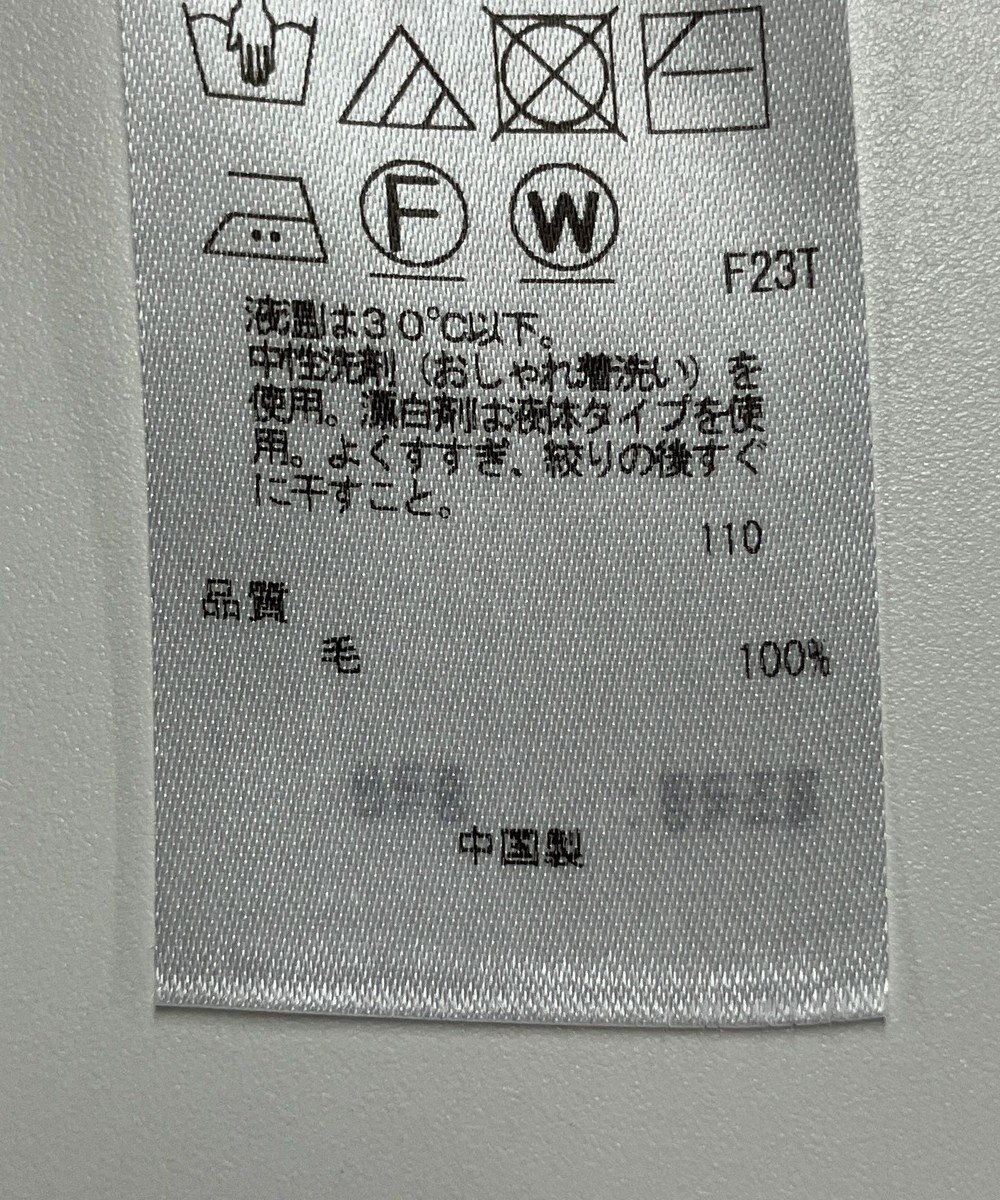 F
W
F23T
液温は30℃以下。
中性洗剤（おしゃれ着洗い）を
使用。漂白剤は液体タイプを使
用。よくすすぎ、絞りの後すぐ
に干すこと。
110
品質
毛 100%
中国製